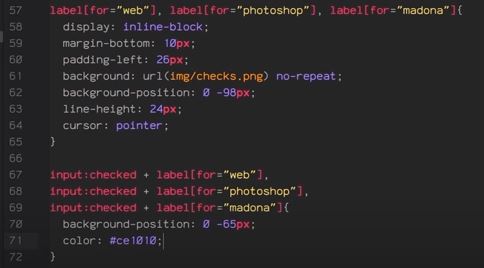 57 label[for="web"], label[for="photoshop"], label[for="madona"]{
58 display: inline-block;
59 margin-bottom: 10px;
60 padding-left: 26px;
61 background: url(img/checks.png) no-repeat;
62 background-position: 0 -98px;
63 line-height: 24px;
64 cursor: pointer;
65 }
66
67 input:checked + label[for="web"],
68 input:checked + label[for="photoshop"],
69 input:checked + label[for="madona"]{
70 background-position: 0 -65px;
71 color: #ce1010;
72 }